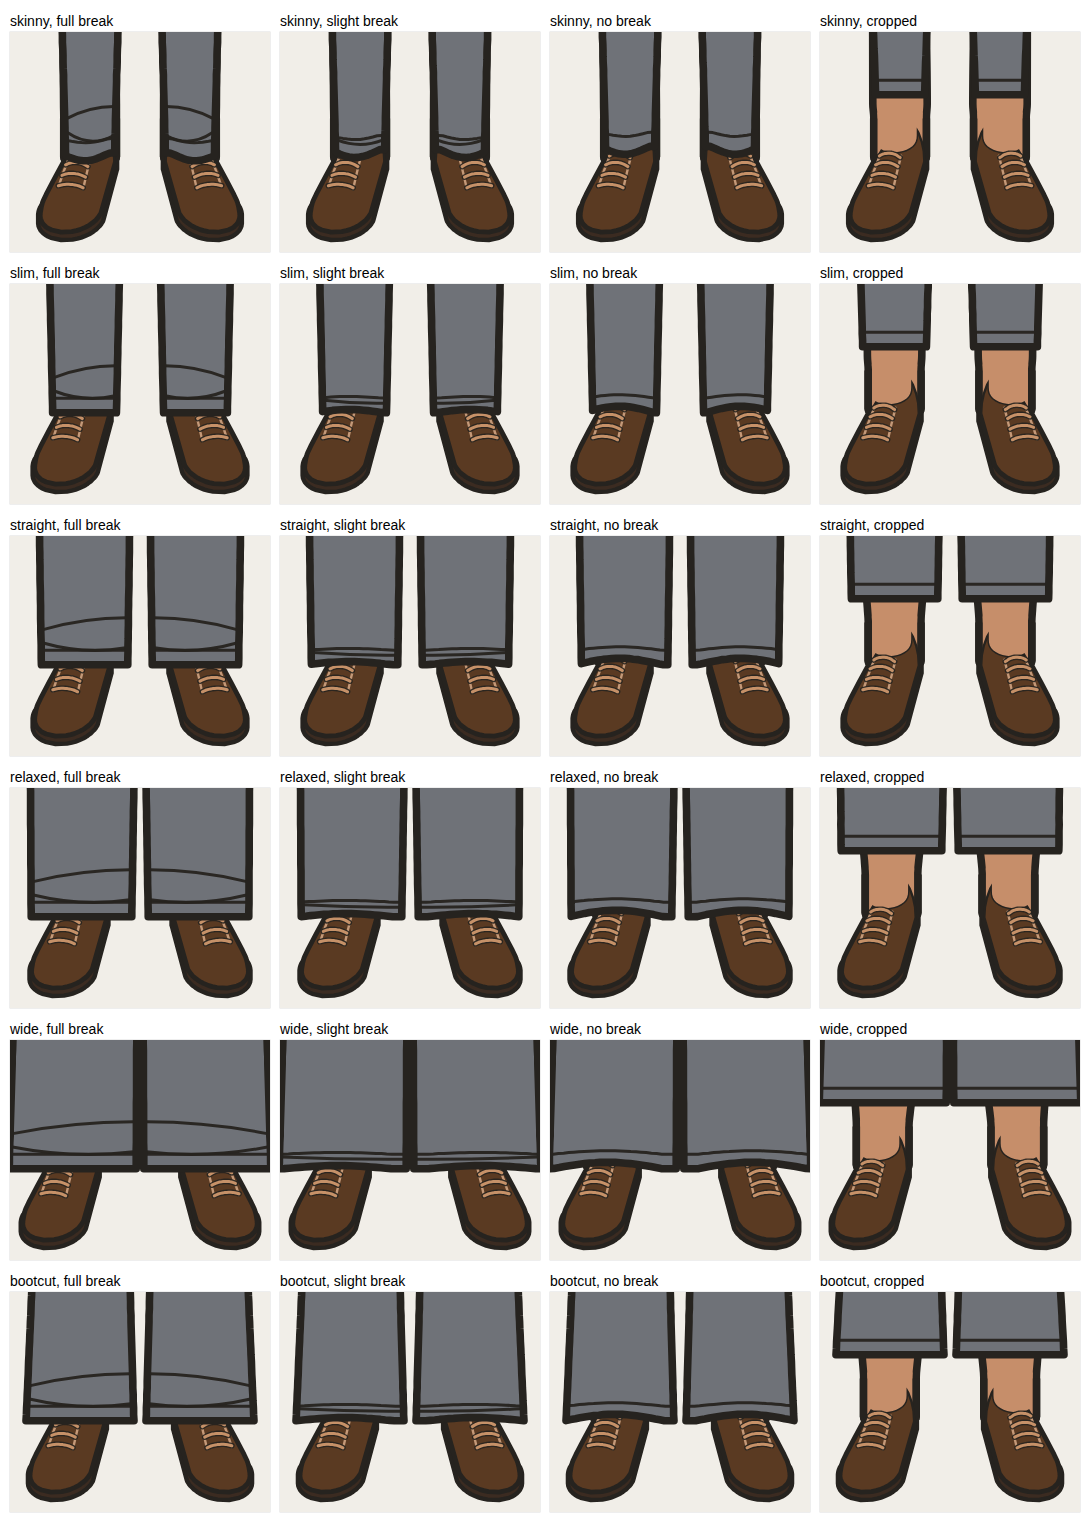 skinny, full break
skinny, slight break
skinny, no break
skinny, cropped
slim, full break
slim, slight break
slim, no break
slim, cropped
straight, full break
straight, slight break
straight, no break
straight, cropped
relaxed, full break
relaxed, slight break
relaxed, no break
relaxed, cropped
wide, full break
wide, slight break
wide, no break
wide, cropped
bootcut, full break
bootcut, slight break
bootcut, no break
bootcut, cropped